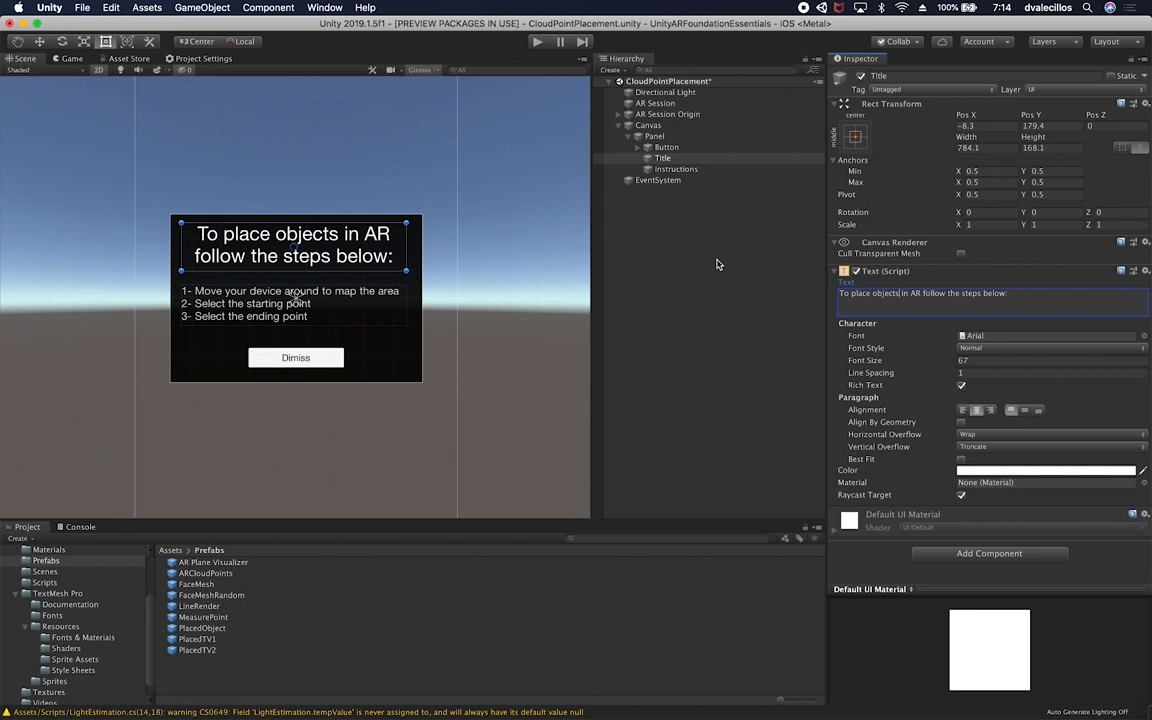 Unity File Edit Assets GameObject Component Window Help 100% 7:14 dvalecillos
Unity 2019.1.5f1 - [PREVIEW PACKAGES IN USE] - CloudPointPlacement.unity - UnityARFoundationEssentials - iOS <Metal>
Center Local Collab Account Layers Layout
Scene Game Asset Store Project Settings
Shaded 2D 0 Gizmos All
Hierarchy
Create All
CloudPointPlacement*
Directional Light
AR Session
AR Session Origin
Canvas
Panel
Button
Title
Instructions
EventSystem
To place objects in AR
follow the steps below:
1- Move your device around to map the area
2- Select the starting point
3- Select the ending point
Dimiss
Inspector
Title Static
Tag Untagged Layer UI
Rect Transform
center Pos X Pos Y Pos Z
middle -8.3 179.4 0
Width Height
784.1 168.1
R
Anchors
Min X 0.5 Y 0.5
Max X 0.5 Y 0.5
Pivot X 0.5 Y 0.5
Rotation X 0 Y 0 Z 0
Scale X 1 Y 1 Z 1
Canvas Renderer
Cull Transparent Mesh
Text (Script)
Text
To place objects in AR follow the steps below:
Character
Font Arial
Font Style Normal
Font Size 67
Line Spacing 1
Rich Text
Paragraph
Alignment
Align By Geometry
Horizontal Overflow Wrap
Vertical Overflow Truncate
Best Fit
Color
Material None (Material)
Raycast Target
Default UI Material
Shader UI/Default
Add Component
Default UI Material
Project Console
Create
Materials
Prefabs
Scenes
Scripts
TextMesh Pro
Documentation
Fonts
Resources
Fonts & Materials
Shaders
Sprite Assets
Style Sheets
Sprites
Textures
Videos
Assets Prefabs
AR Plane Visualizer
ARCloudPoints
FaceMesh
FaceMeshRandom
LineRender
MeasurePoint
PlacedObject
PlacedTV1
PlacedTV2
Assets/Scripts/LightEstimation.cs(14,18): warning CS0649: Field 'LightEstimation.tempValue' is never assigned to, and will always have its default value null
Auto Generate Lighting Off